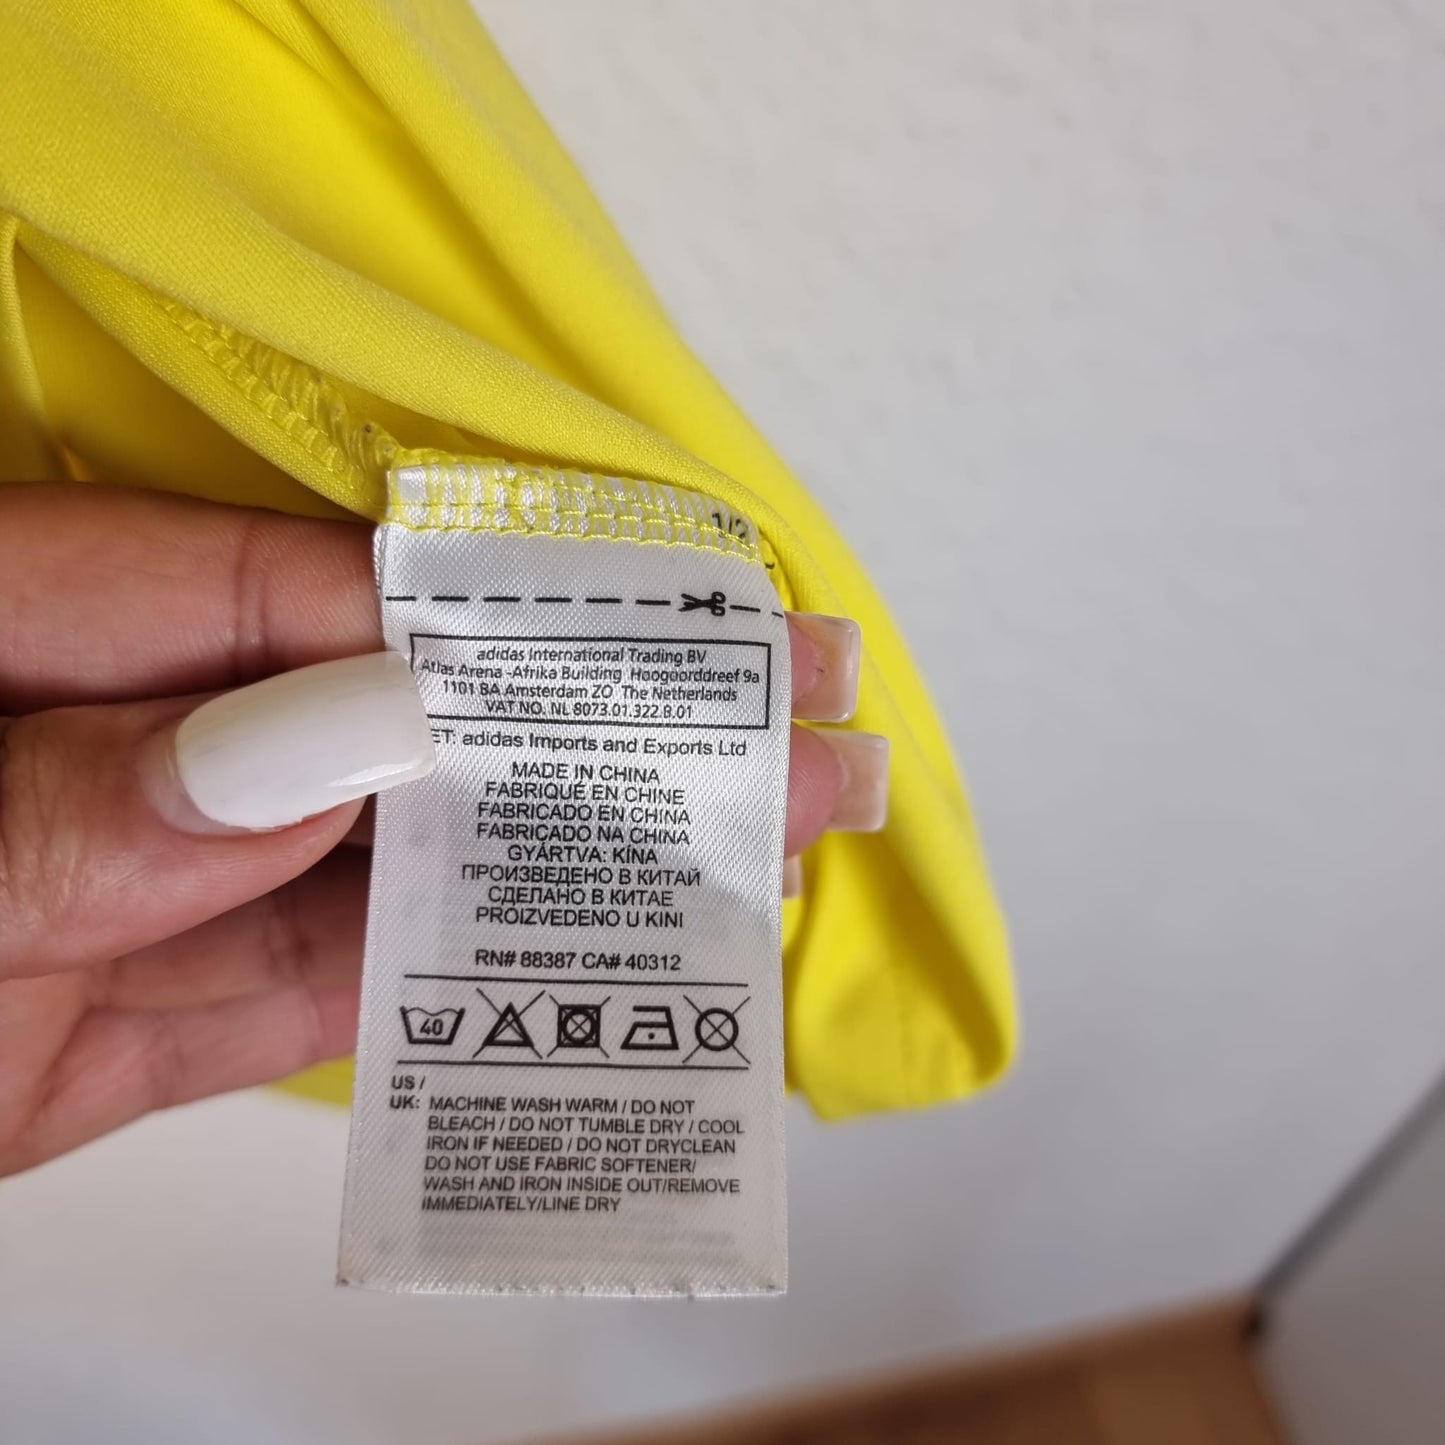 1/2
adidas International Trading BV
Atlas Arena -Afrika Building Hoogoorddreef 9a
1101 BA Amsterdam ZO The Netherlands
VAT NO. NL 8073.01.322.B.01
ET: adidas Imports and Exports Ltd
MADE IN CHINA
FABRIQUÉ EN CHINE
FABRICADO EN CHINA
FABRICADO NA CHINA
GYÁRTVA: KÍNA
ПРОИЗВЕДЕНО В КИТАЙ
СДЕЛАНО В КИТАЕ
PROIZVEDENO U KINI
RN# 88387 CA# 40312
40
US /
UK: MACHINE WASH WARM / DO NOT
BLEACH / DO NOT TUMBLE DRY / COOL
IRON IF NEEDED / DO NOT DRYCLEAN
DO NOT USE FABRIC SOFTENER/
WASH AND IRON INSIDE OUT/REMOVE
IMMEDIATELY/LINE DRY